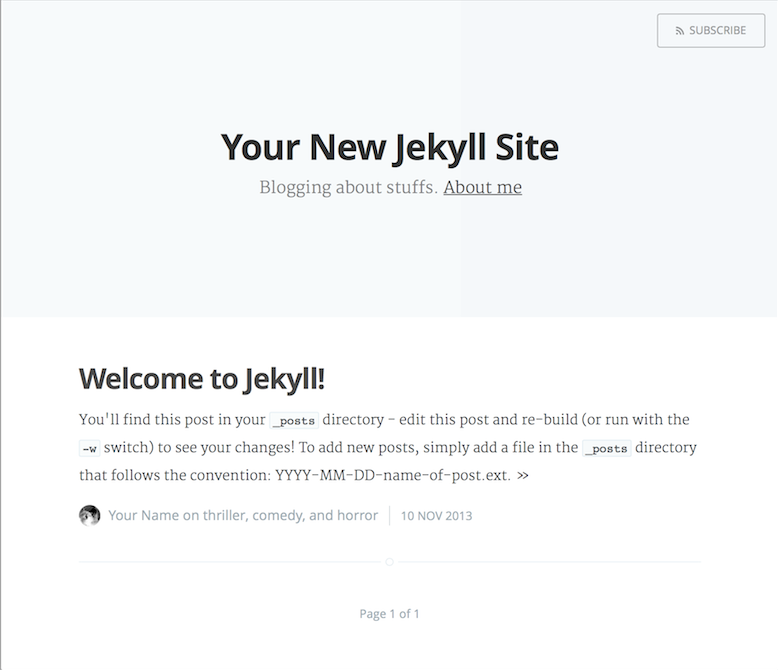 SUBSCRIBE
Your New Jekyll Site
Blogging about stuffs. About me
Welcome to Jekyll!
You'll find this post in your _posts directory - edit this post and re-build (or run with the
-w switch) to see your changes! To add new posts, simply add a file in the _posts directory
that follows the convention: YYYY-MM-DD-name-of-post.ext. »
Your Name on thriller, comedy, and horror 10 NOV 2013
Page 1 of 1